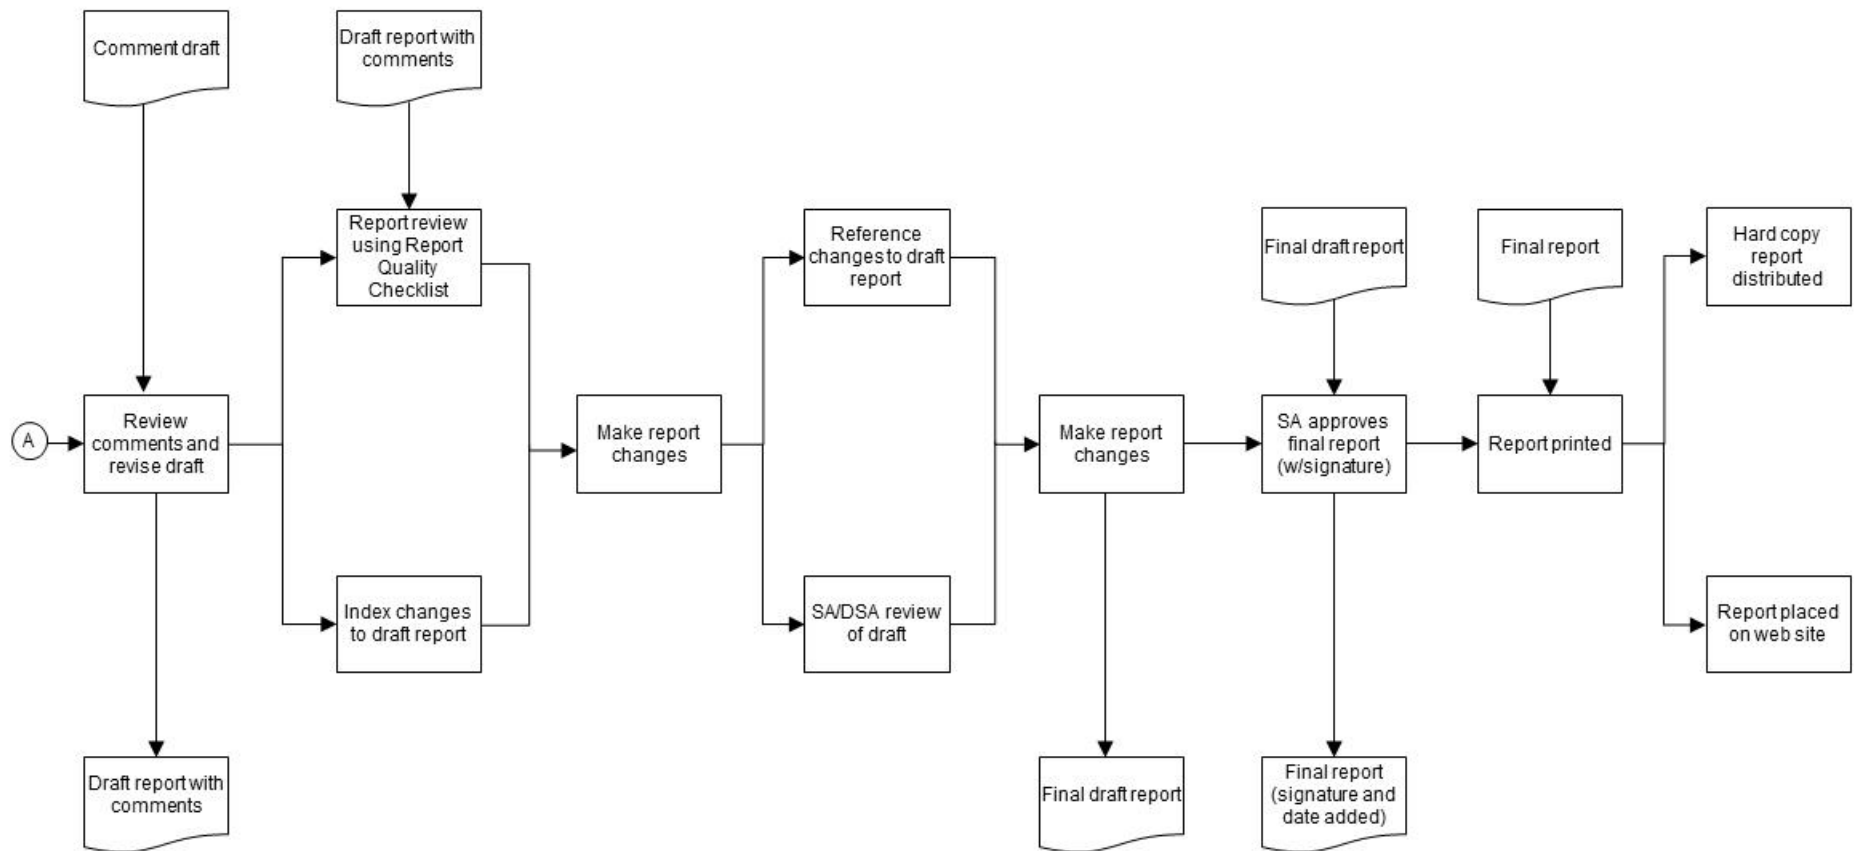 Comment draft
Draft report with
comments
Report review
using Report
Quality
Checklist
Reference
changes to draft
report
Final draft report
Final report
Hard copy
report
distributed
A
Review
comments and
revise draft
Make report
changes
Make report
changes
SA approves
final report
(w/signature)
Report printed
Index changes
to draft report
SA/DSA review
of draft
Report placed
on web site
Draft report with
comments
Final draft report
Final report
(signature and
date added)